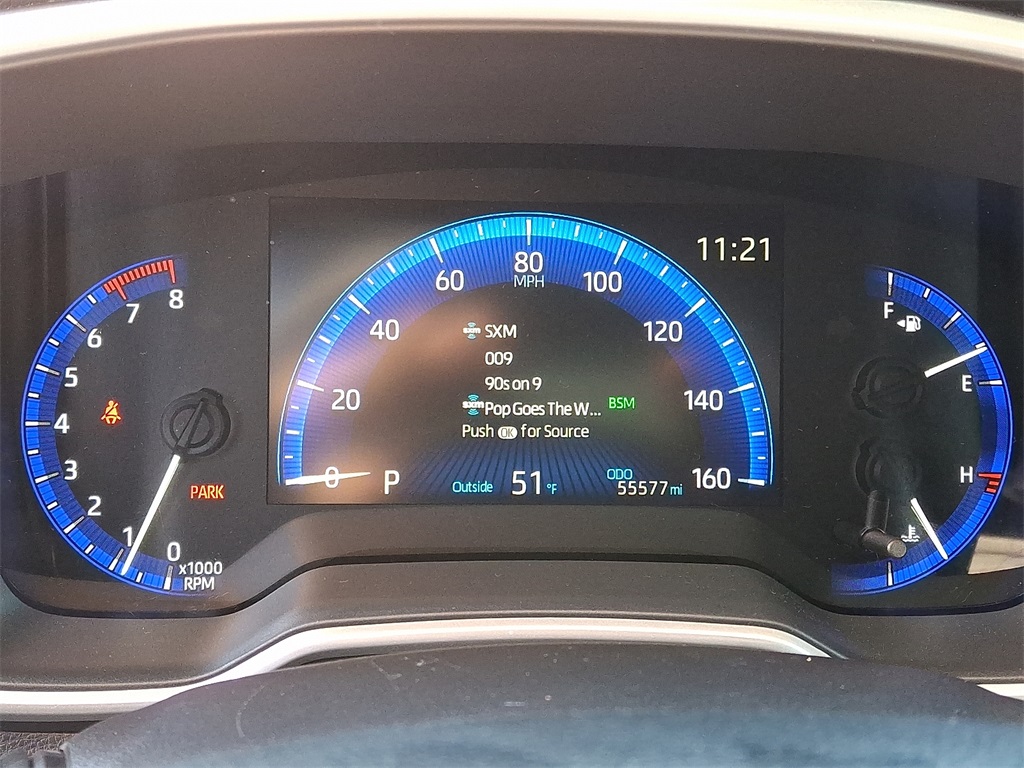 11:21
80
MPH
60
100
40
120
20
140
0
160
sxm SXM
009
90s on 9
sxm Pop Goes The W...
BSM
Push OK for Source
P
Outside 51°F
ODO
55577 mi
8
7
6
5
4
3
2
1
0
x1000
RPM
PARK
F
E
H